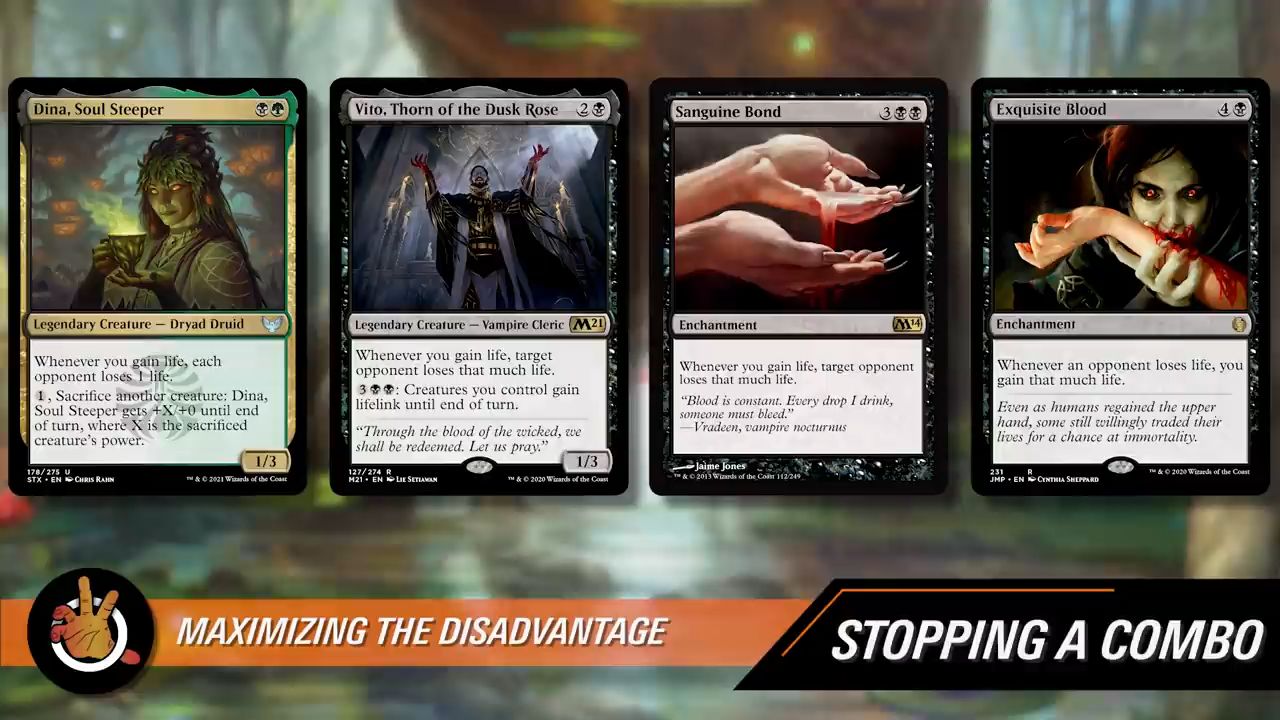 Dina, Soul Steeper
Legendary Creature — Dryad Druid
Whenever you gain life, each
opponent loses 1 life.
1, Sacrifice another creature: Dina,
Soul Steeper gets +X/+0 until end
of turn, where X is the sacrificed
creature's power.
1/3
178/275 U
STX • EN Chris Rahn
™ & © 2021 Wizards of the Coast
Vito, Thorn of the Dusk Rose
2
Legendary Creature — Vampire Cleric
M21
Whenever you gain life, target
opponent loses that much life.
3: Creatures you control gain
lifelink until end of turn.
“Through the blood of the wicked, we
shall be redeemed. Let us pray.”
1/3
127/274 R
M21 • EN Lie Setiawan
™ & © 2020 Wizards of the Coast
Sanguine Bond
3
Enchantment
M14
Whenever you gain life, target opponent
loses that much life.
“Blood is constant. Every drop I drink,
someone must bleed.”
—Vradeen, vampire nocturnus
Jaime Jones
™ & © 2013 Wizards of the Coast 112/249
Exquisite Blood
4
Enchantment
Whenever an opponent loses life, you
gain that much life.
Even as humans regained the upper
hand, some still willingly traded their
lives for a chance at immortality.
231 R
JMP • EN Cynthia Sheppard
™ & © 2020 Wizards of the Coast
MAXIMIZING THE DISADVANTAGE
STOPPING A COMBO